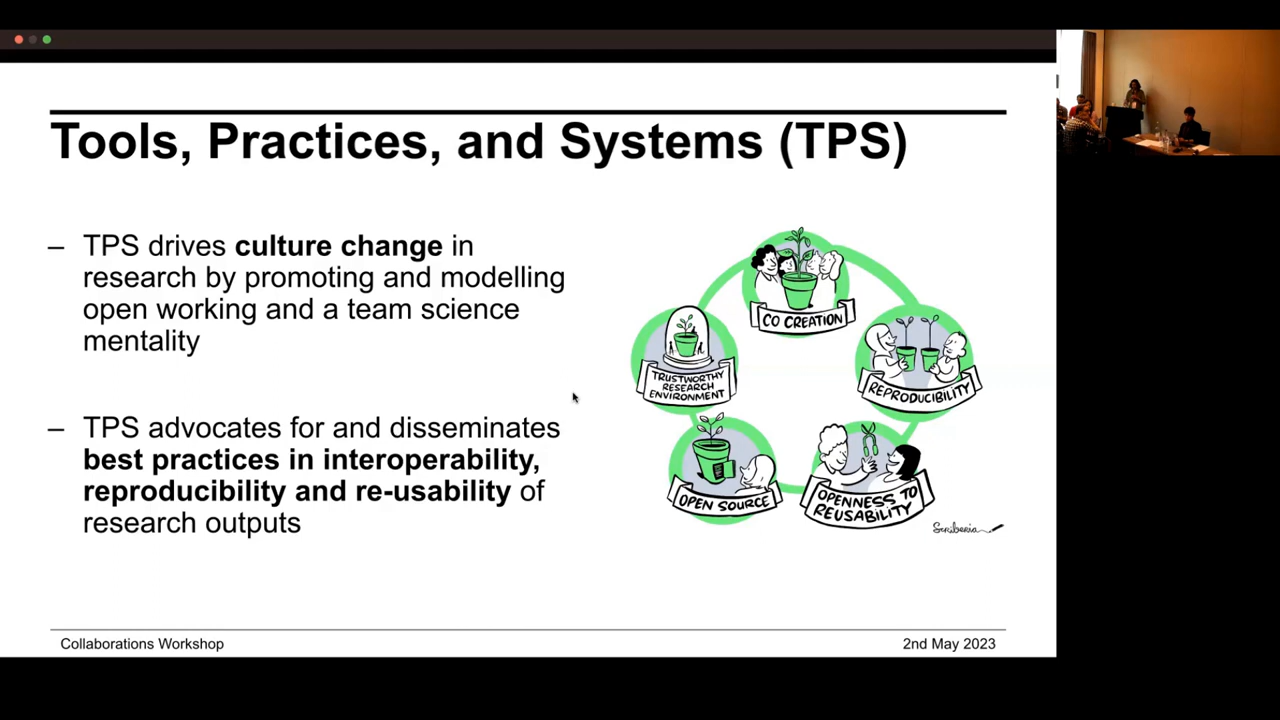 Tools, Practices, and Systems (TPS)
– TPS drives culture change in
research by promoting and modelling
open working and a team science
mentality
– TPS advocates for and disseminates
best practices in interoperability,
reproducibility and re-usability of
research outputs
CO CREATION
REPRODUCIBILITY
TRUSTWORTHY
RESEARCH
ENVIRONMENT
OPEN SOURCE
OPENNESS TO
REUSABILITY
Scriberia
Collaborations Workshop
2nd May 2023